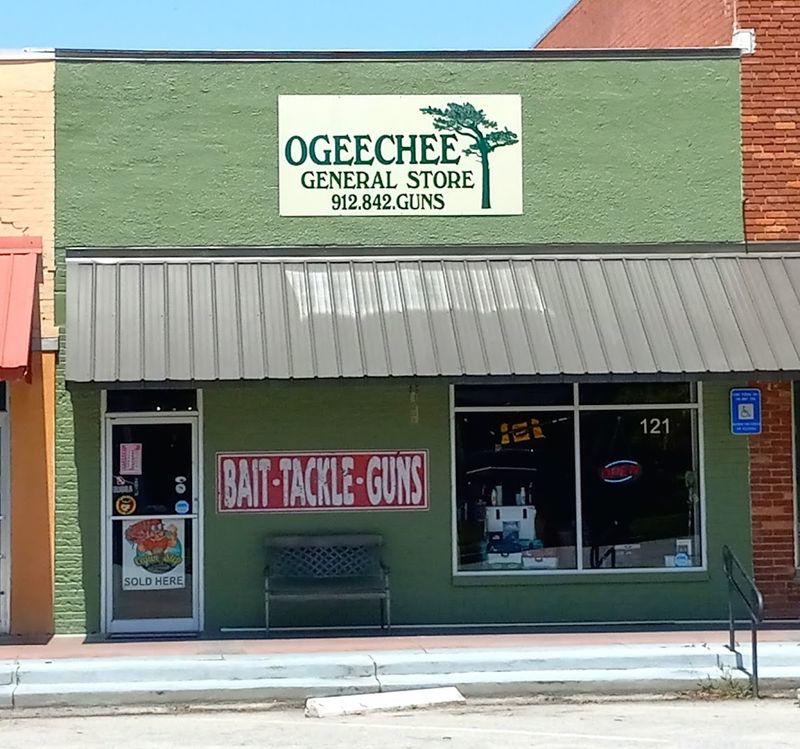 OGEECHEE
GENERAL STORE
912.842.GUNS
BAIT·TACKLE·GUNS
121
OPEN
SOLD HERE